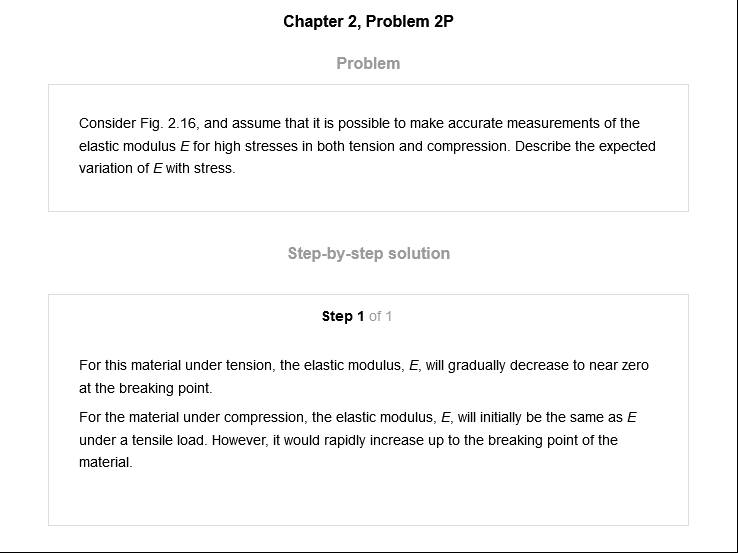 Chapter 2, Problem 2P
Problem
Consider Fig. 2.16, and assume that it is possible to make accurate measurements of the
elastic modulus E for high stresses in both tension and compression. Describe the expected
variation of E with stress.
Step-by-step solution
Step 1 of 1
For this material under tension, the elastic modulus, E, will gradually decrease to near zero
at the breaking point.
For the material under compression, the elastic modulus, E, will initially be the same as E
under a tensile load. However, it would rapidly increase up to the breaking point of the
material.